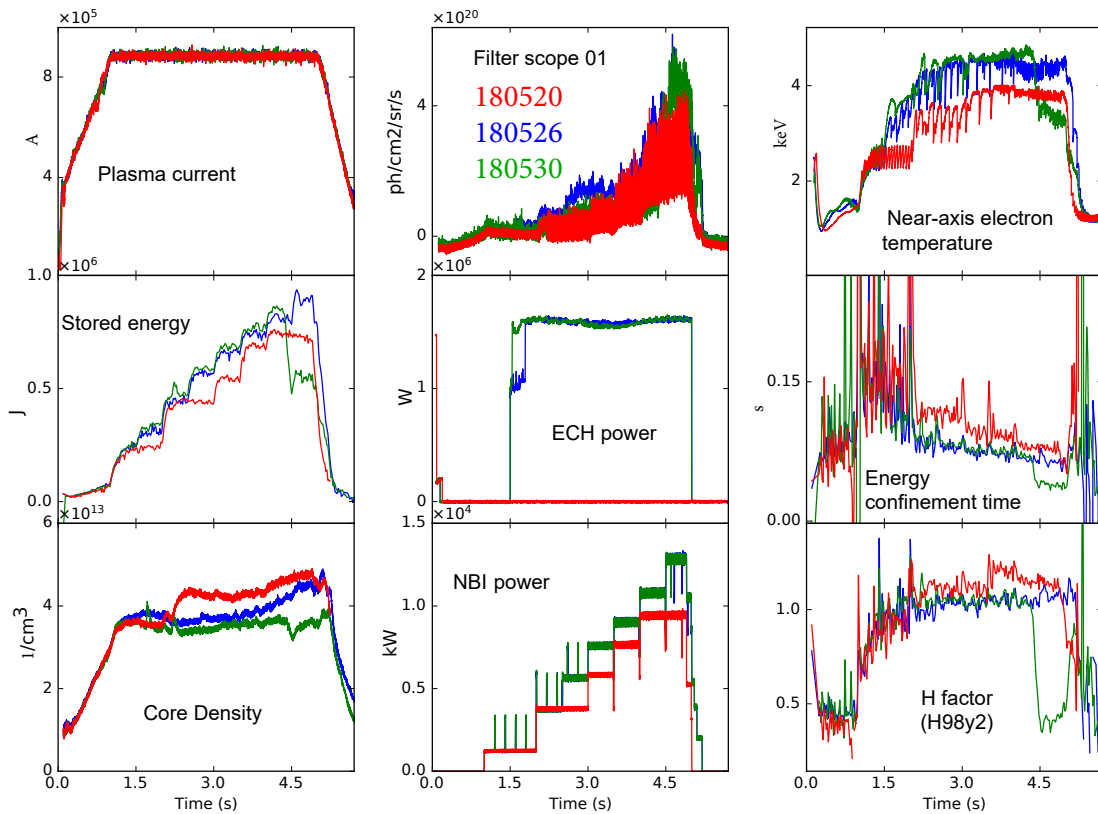 ×10⁵
8
4
0
A
Plasma current
×10²⁰
4
0
ph/cm2/sr/s
Filter scope 01
180520
180526
180530
4
2
keV
Near-axis electron
temperature
×10⁶
1.0
0.5
0.0
J
Stored energy
×10⁶
2
1
0
W
ECH power
0.15
0.00
s
Energy
confinement time
×10¹³
6
4
2
0
1/cm3
Core Density
0.0
1.5
3.0
4.5
Time (s)
×10⁴
1.5
1.0
0.5
0.0
kW
NBI power
0.0
1.5
3.0
4.5
Time (s)
1.0
0.5
H factor
(H98y2)
0.0
1.5
3.0
4.5
Time (s)